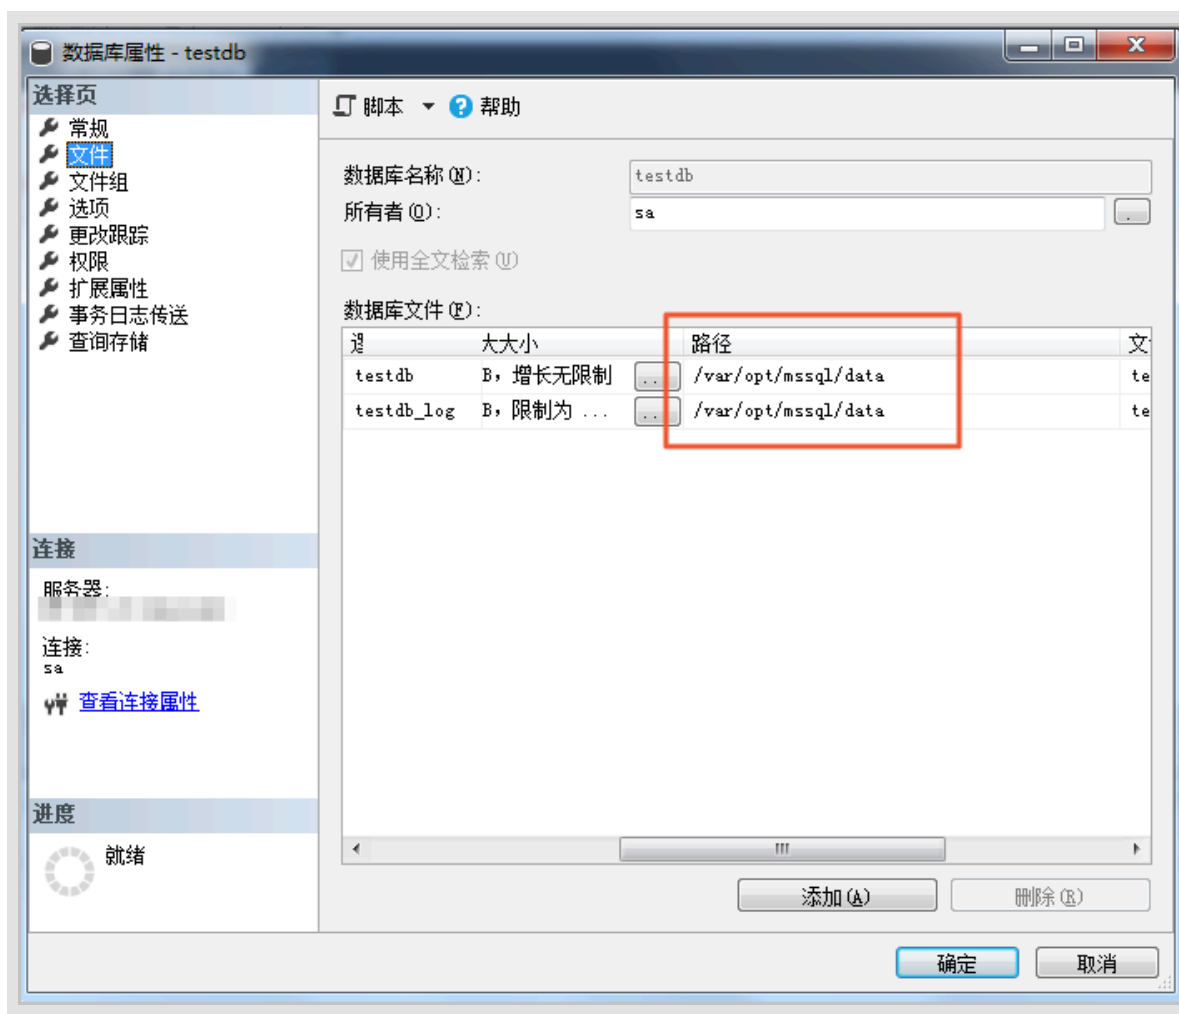 数据库属性 - testdb
选择页
常规
文件
文件组
选项
更改跟踪
权限
扩展属性
事务日志传送
查询存储
连接
服务器:
连接:
sa
查看连接属性
进度
就绪
脚本 帮助
数据库名称(N): testdb
所有者(O): sa
使用全文检索(U)
数据库文件(F):
大大小 路径
testdb B，增长无限制 .. /var/opt/mssql/data te
testdb_log B，限制为 ... .. /var/opt/mssql/data te
添加(A) 删除(R)
确定 取消